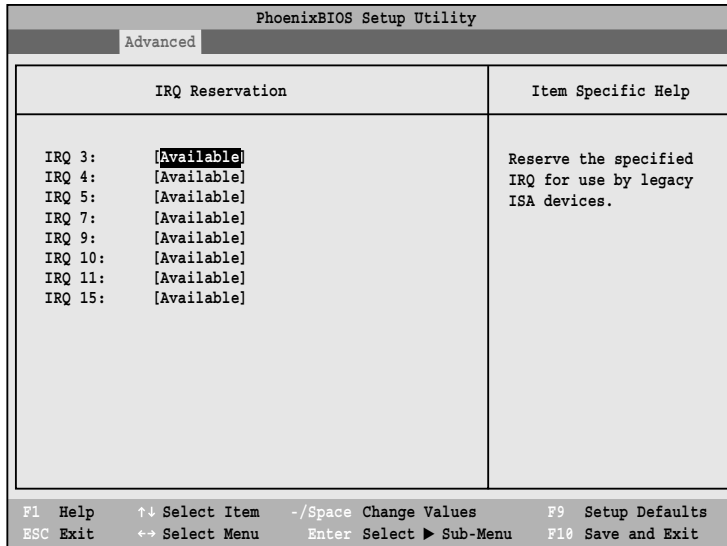 PhoenixBIOS Setup Utility
Advanced
IRQ Reservation
Item Specific Help
IRQ 3: [Available]
IRQ 4: [Available]
IRQ 5: [Available]
IRQ 7: [Available]
IRQ 9: [Available]
IRQ 10: [Available]
IRQ 11: [Available]
IRQ 15: [Available]
Reserve the specified
IRQ for use by legacy
ISA devices.
F1 Help ↑↓ Select Item -/Space Change Values F9 Setup Defaults
ESC Exit ←→ Select Menu Enter Select ▶ Sub-Menu F10 Save and Exit